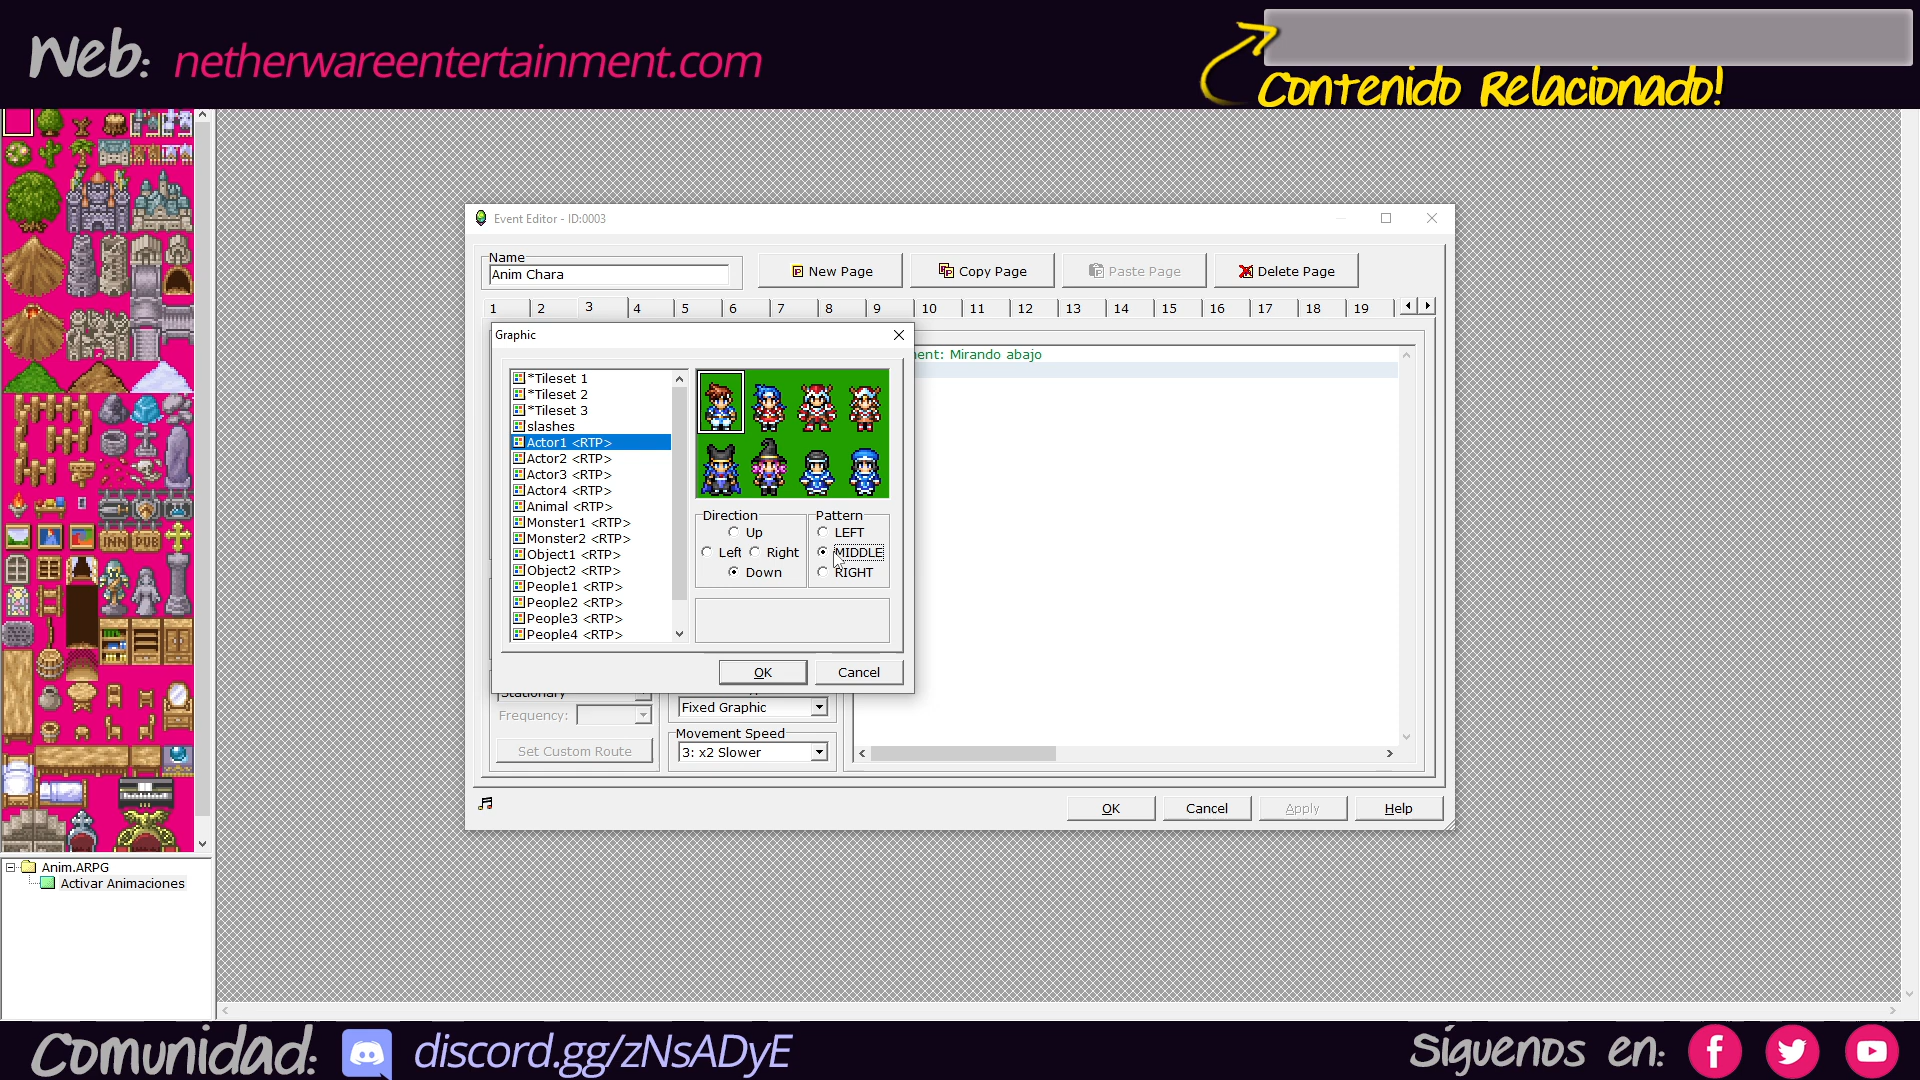 Web: netherwareentertainment.com
Contenido Relacionado!
Event Editor - ID:0003
Name
Anim Chara
New Page
Copy Page
Paste Page
Delete Page
1 2 3 4 5 6 7 8 9 10 11 12 13 14 15 16 17 18 19
Graphic
ent: Mirando abajo
*Tileset 1
*Tileset 2
*Tileset 3
slashes
Actor1 <RTP>
Actor2 <RTP>
Actor3 <RTP>
Actor4 <RTP>
Animal <RTP>
Monster1 <RTP>
Monster2 <RTP>
Object1 <RTP>
Object2 <RTP>
People1 <RTP>
People2 <RTP>
People3 <RTP>
People4 <RTP>
Direction
Up
Left Right
Down
Pattern
LEFT
MIDDLE
RIGHT
OK
Cancel
Stationary
Frequency:
Set Custom Route
Fixed Graphic
Movement Speed
3: x2 Slower
OK
Cancel
Apply
Help
INN PUB
Anim.ARPG
Activar Animaciones
Comunidad: discord.gg/zNsADyE
Síguenos en: